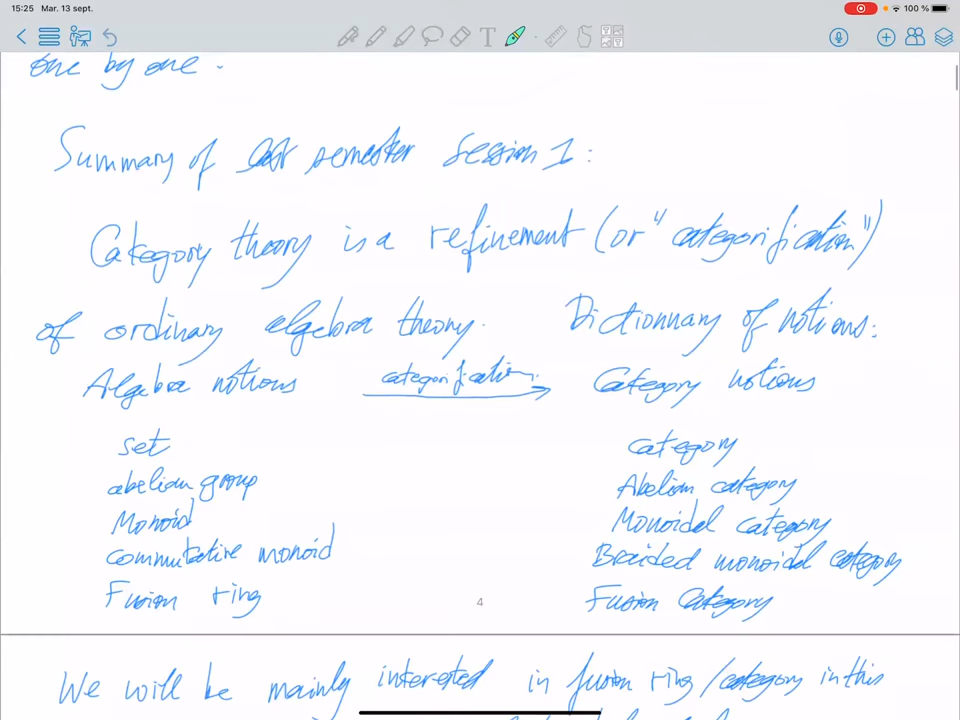 15:25 Mar. 13 sept. 100 %
one by one.
Summary of last semester session 1:
Category theory is a refinement (or "categorification")
of ordinary algebra theory. Dictionnary of notions:
Algebra notions categorification Category notions
set category
abelian group Abelian category
Monoid Monoidal category
commutative monoid Braided monoidal category
Fusion ring Fusion Category
4
We will be mainly interested in fusion ring/category in this